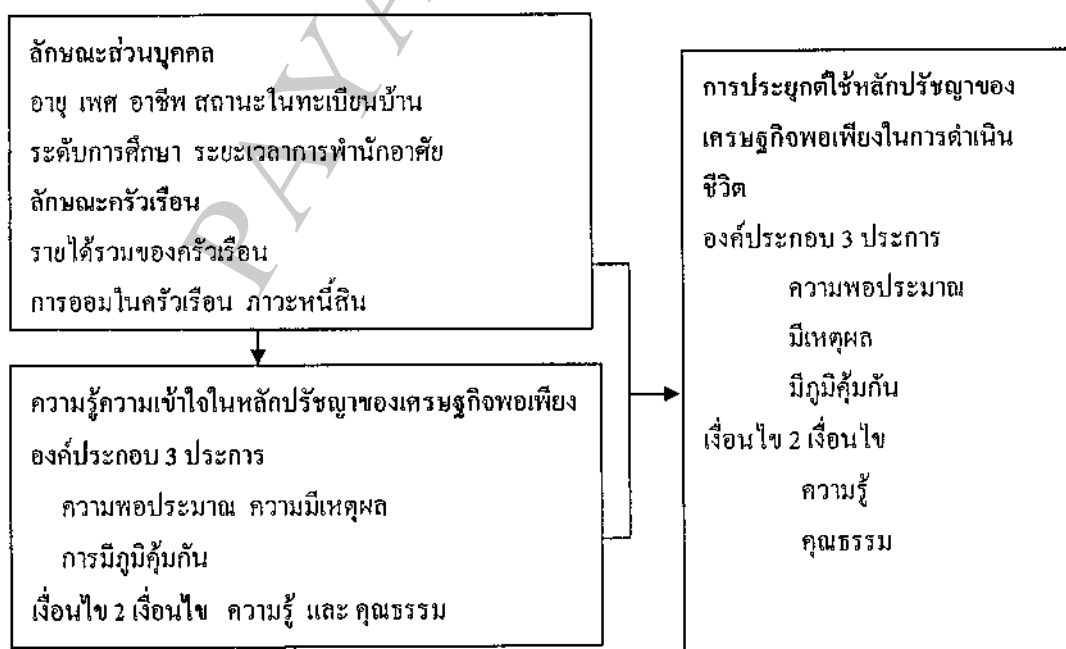 ลักษณะส่วนบุคคล
อายุ เพศ อาชีพ สถานะในทะเบียนบ้าน
ระดับการศึกษา ระยะเวลาการพำนักอาศัย
ลักษณะครัวเรือน
รายได้รวมของครัวเรือน
การออมในครัวเรือน ภาวะหนี้สิน
ความรู้ความเข้าใจในหลักปรัชญาของเศรษฐกิจพอเพียง
องค์ประกอบ 3 ประการ
ความพอประมาณ ความมีเหตุผล
การมีภูมิคุ้มกัน
เงื่อนไข 2 เงื่อนไข ความรู้ และ คุณธรรม
การประยุกต์ใช้หลักปรัชญาของ
เศรษฐกิจพอเพียงในการดำเนิน
ชีวิต
องค์ประกอบ 3 ประการ
ความพอประมาณ
มีเหตุผล
มีภูมิคุ้มกัน
เงื่อนไข 2 เงื่อนไข
ความรู้
คุณธรรม
PAYA